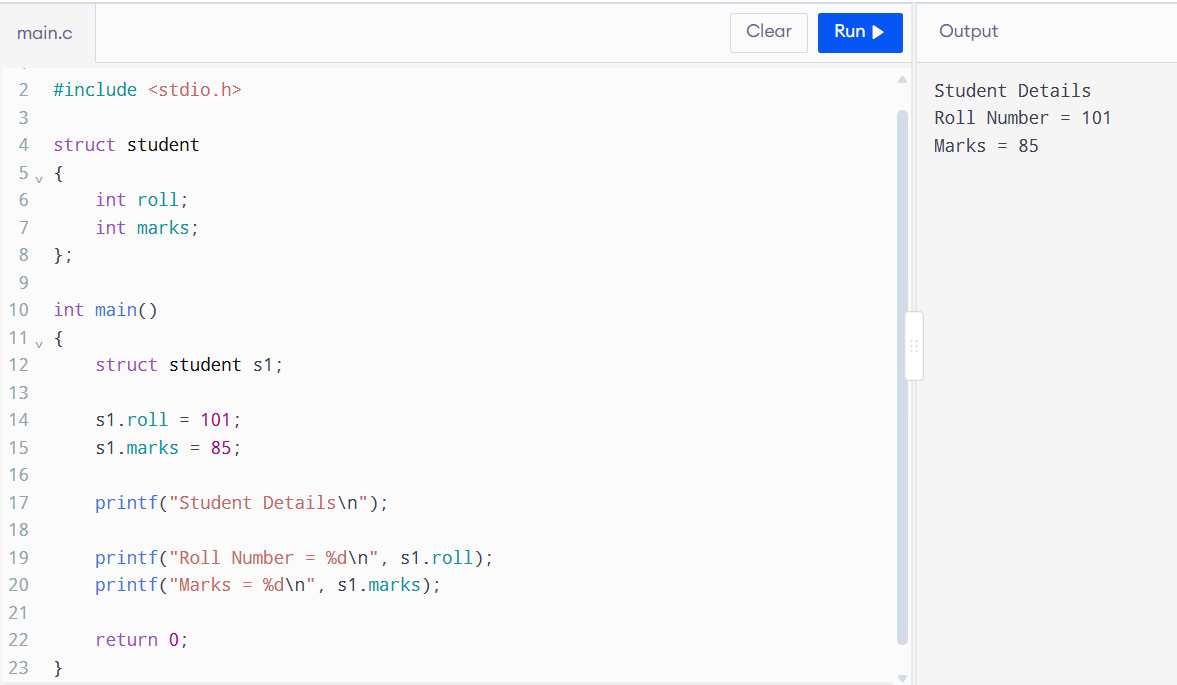 main.c
Clear
Run
Output
2 #include <stdio.h>
3
4 struct student
5 {
6     int roll;
7     int marks;
8 };
9
10 int main()
11 {
12     struct student s1;
13
14     s1.roll = 101;
15     s1.marks = 85;
16
17     printf("Student Details\n");
18
19     printf("Roll Number = %d\n", s1.roll);
20     printf("Marks = %d\n", s1.marks);
21
22     return 0;
23 }
Student Details
Roll Number = 101
Marks = 85